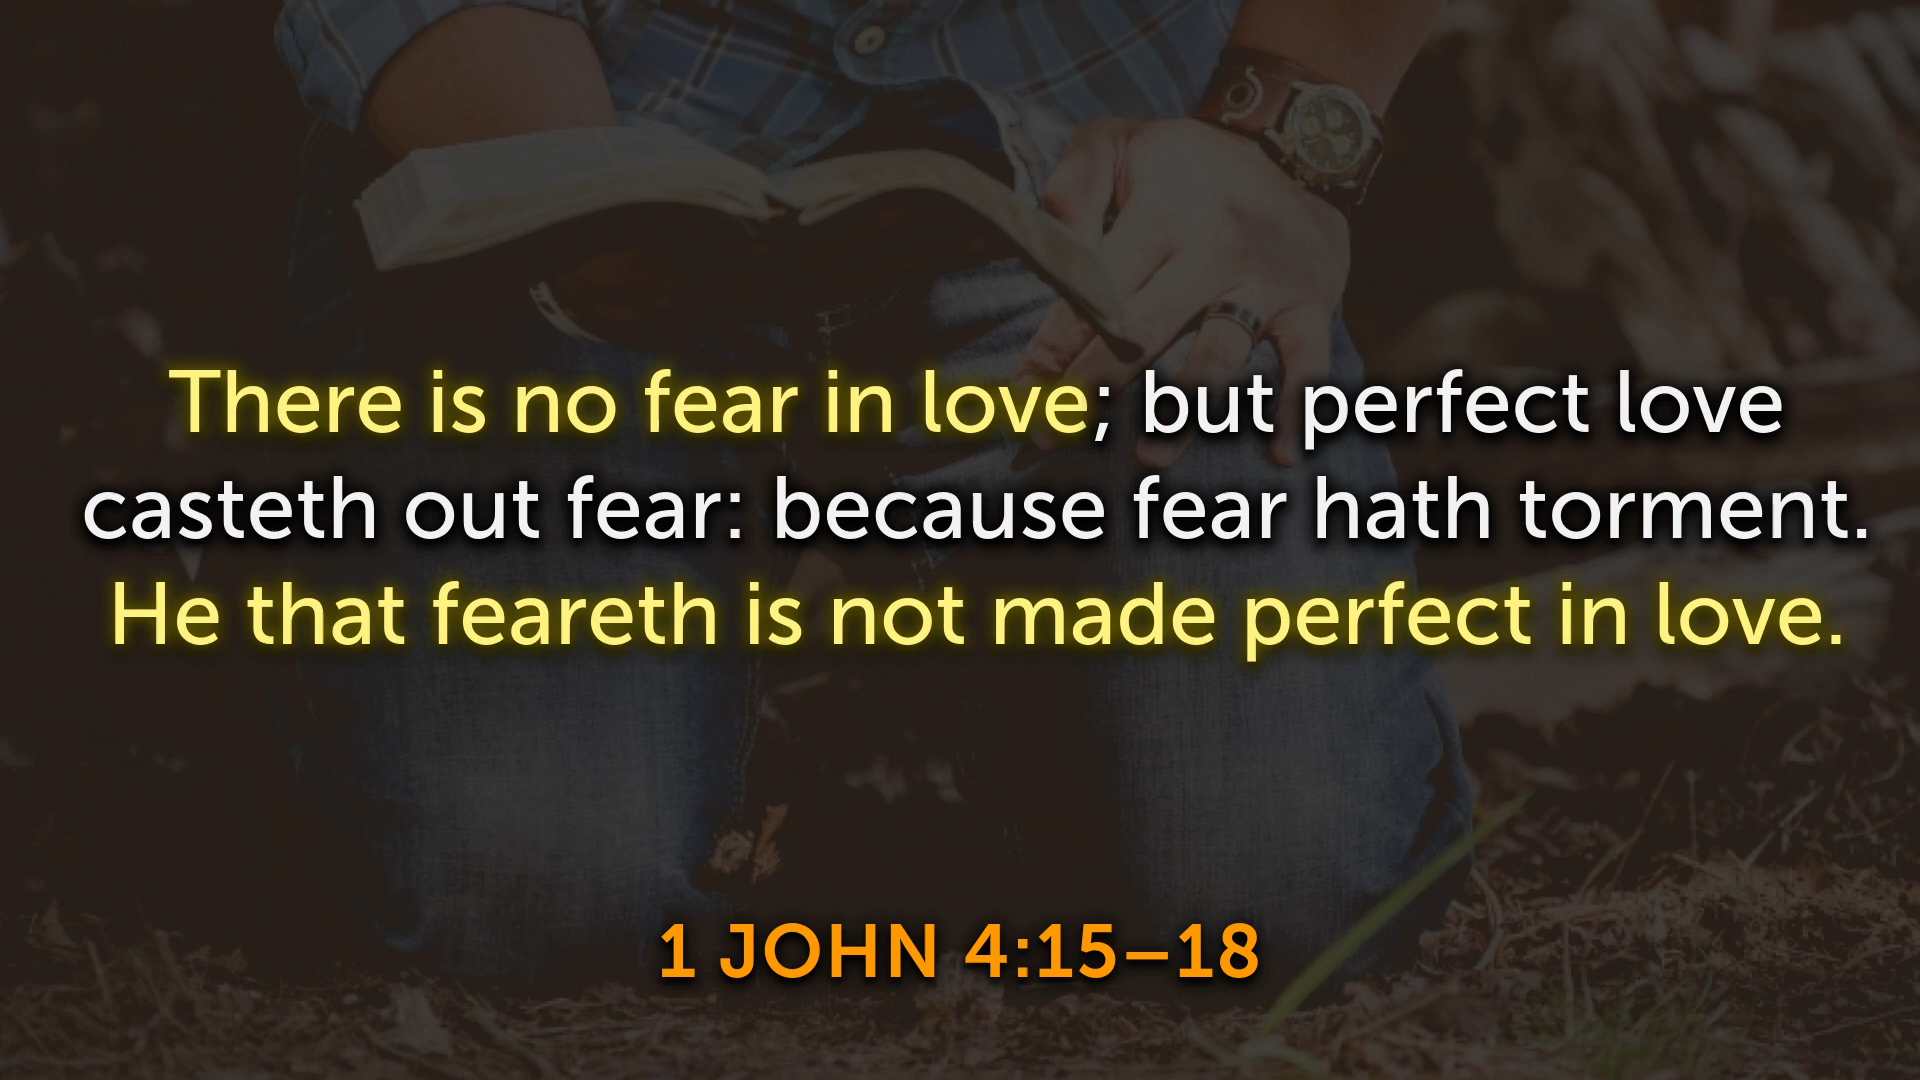 There is no fear in love; but perfect love
casteth out fear: because fear hath torment.
He that feareth is not made perfect in love.
1 JOHN 4:15–18